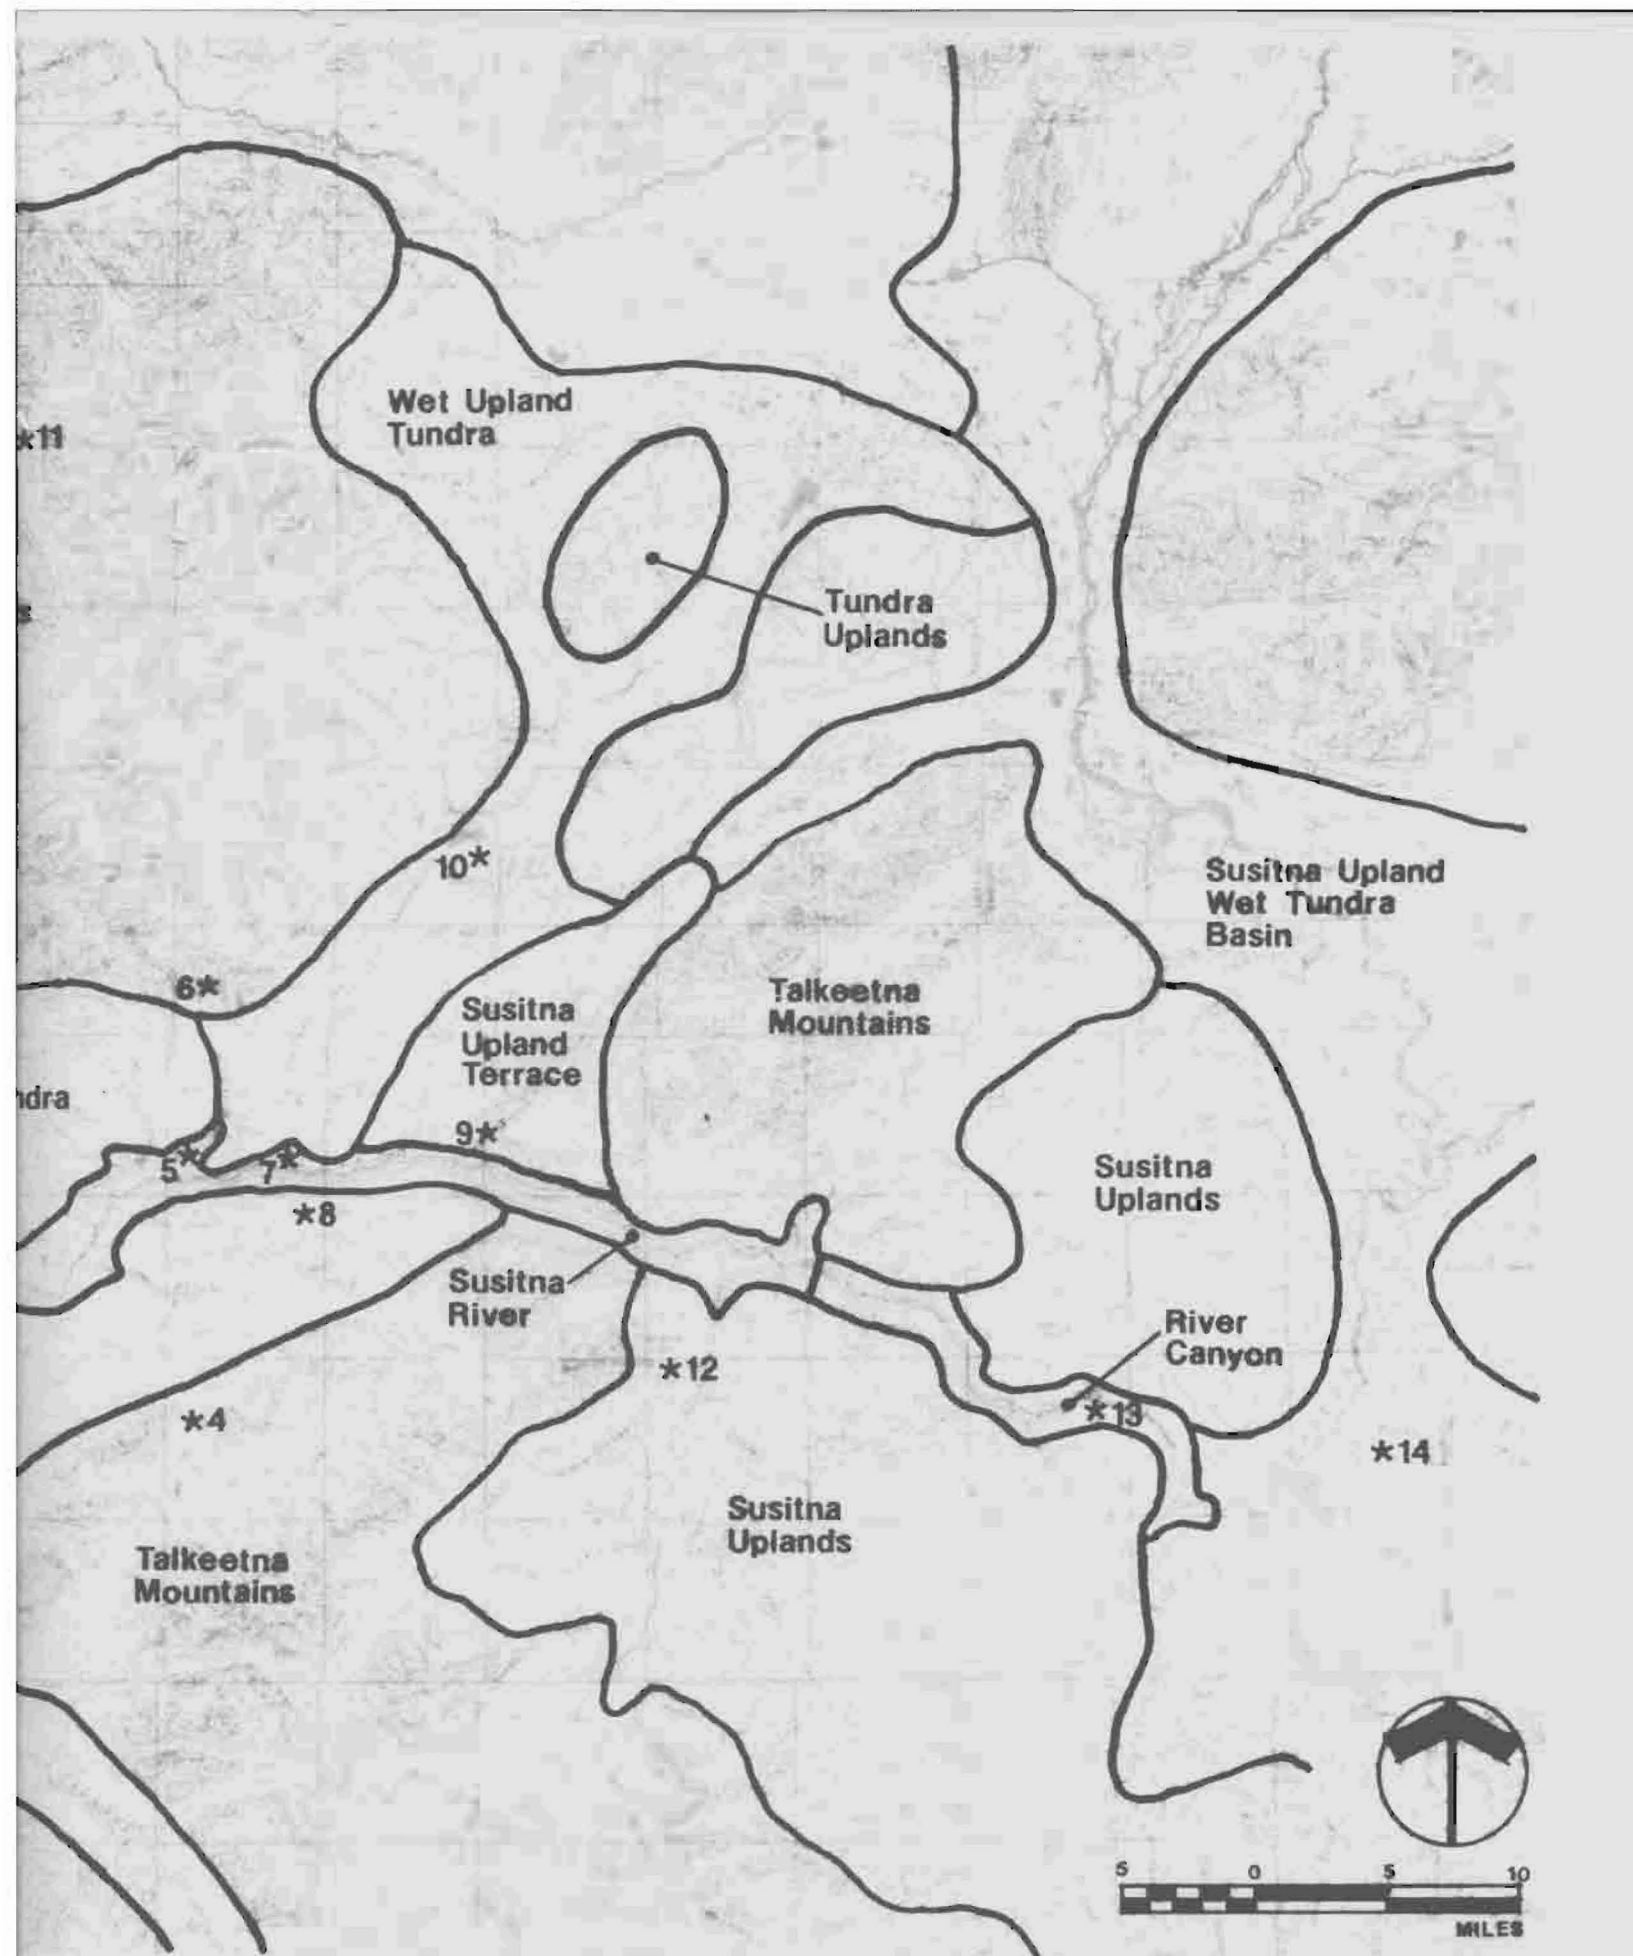 Wet Upland
Tundra
*11
Tundra
Uplands
s
10*
Susitna Upland
Wet Tundra
Basin
6*
Susitna
Upland
Terrace
Talkeetna
Mountains
ndra
9*
5*
7*
*8
Susitna
Uplands
Susitna
River
River
Canyon
*12
*13
*4
*14
Susitna
Uplands
Talkeetna
Mountains
5 0 5 10
MILES